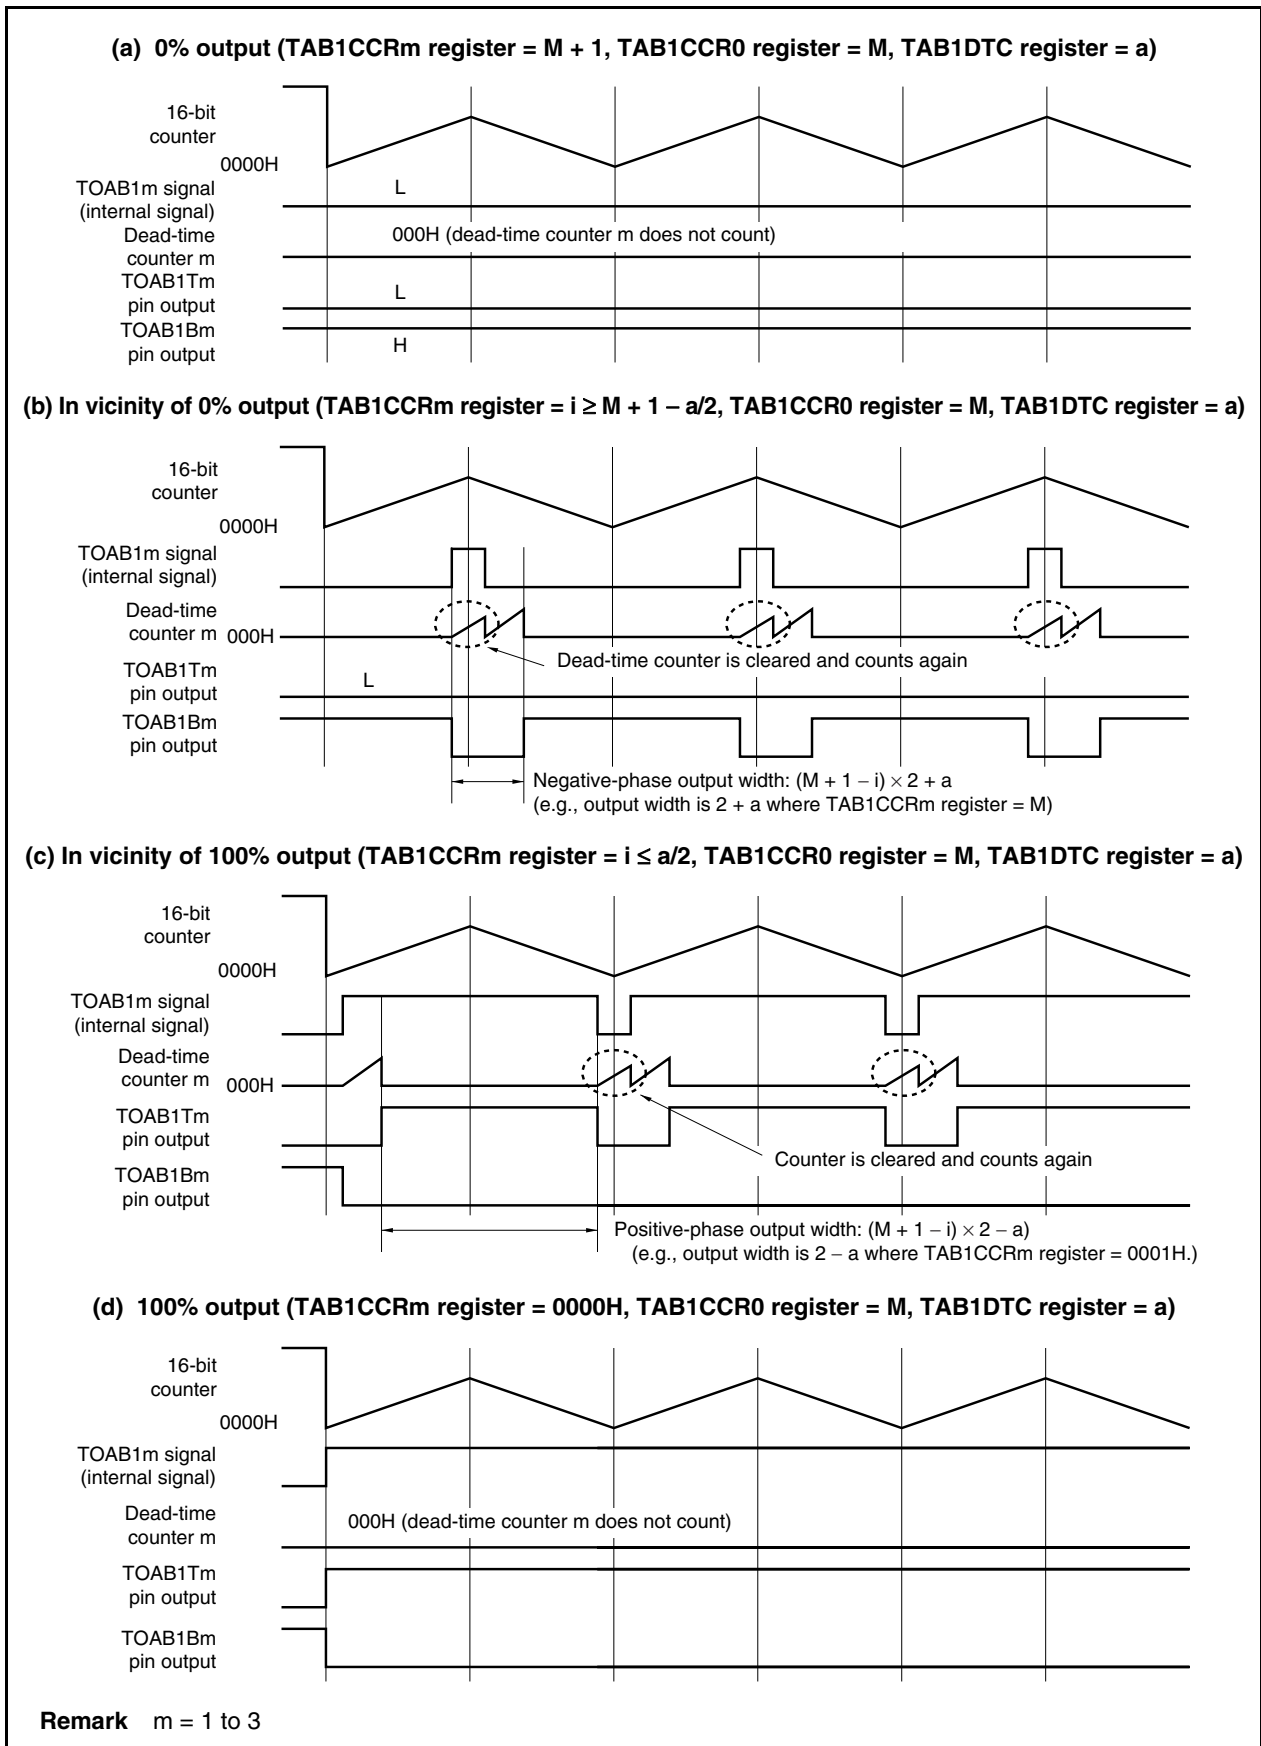 (a) 0% output (TAB1CCRm register = M + 1, TAB1CCR0 register = M, TAB1DTC register = a)
16-bit
counter
0000H
TOAB1m signal
(internal signal)
L
Dead-time
counter m
000H (dead-time counter m does not count)
TOAB1Tm
pin output
L
TOAB1Bm
pin output
H
(b) In vicinity of 0% output (TAB1CCRm register = i ≥ M + 1 − a/2, TAB1CCR0 register = M, TAB1DTC register = a)
16-bit
counter
0000H
TOAB1m signal
(internal signal)
Dead-time
counter m
000H
Dead-time counter is cleared and counts again
TOAB1Tm
pin output
L
TOAB1Bm
pin output
Negative-phase output width: (M + 1 − i) × 2 + a
(e.g., output width is 2 + a where TAB1CCRm register = M)
(c) In vicinity of 100% output (TAB1CCRm register = i ≤ a/2, TAB1CCR0 register = M, TAB1DTC register = a)
16-bit
counter
0000H
TOAB1m signal
(internal signal)
Dead-time
counter m
000H
TOAB1Tm
pin output
Counter is cleared and counts again
TOAB1Bm
pin output
Positive-phase output width: (M + 1 − i) × 2 − a)
(e.g., output width is 2 − a where TAB1CCRm register = 0001H.)
(d) 100% output (TAB1CCRm register = 0000H, TAB1CCR0 register = M, TAB1DTC register = a)
16-bit
counter
0000H
TOAB1m signal
(internal signal)
Dead-time
counter m
000H (dead-time counter m does not count)
TOAB1Tm
pin output
TOAB1Bm
pin output
Remark m = 1 to 3